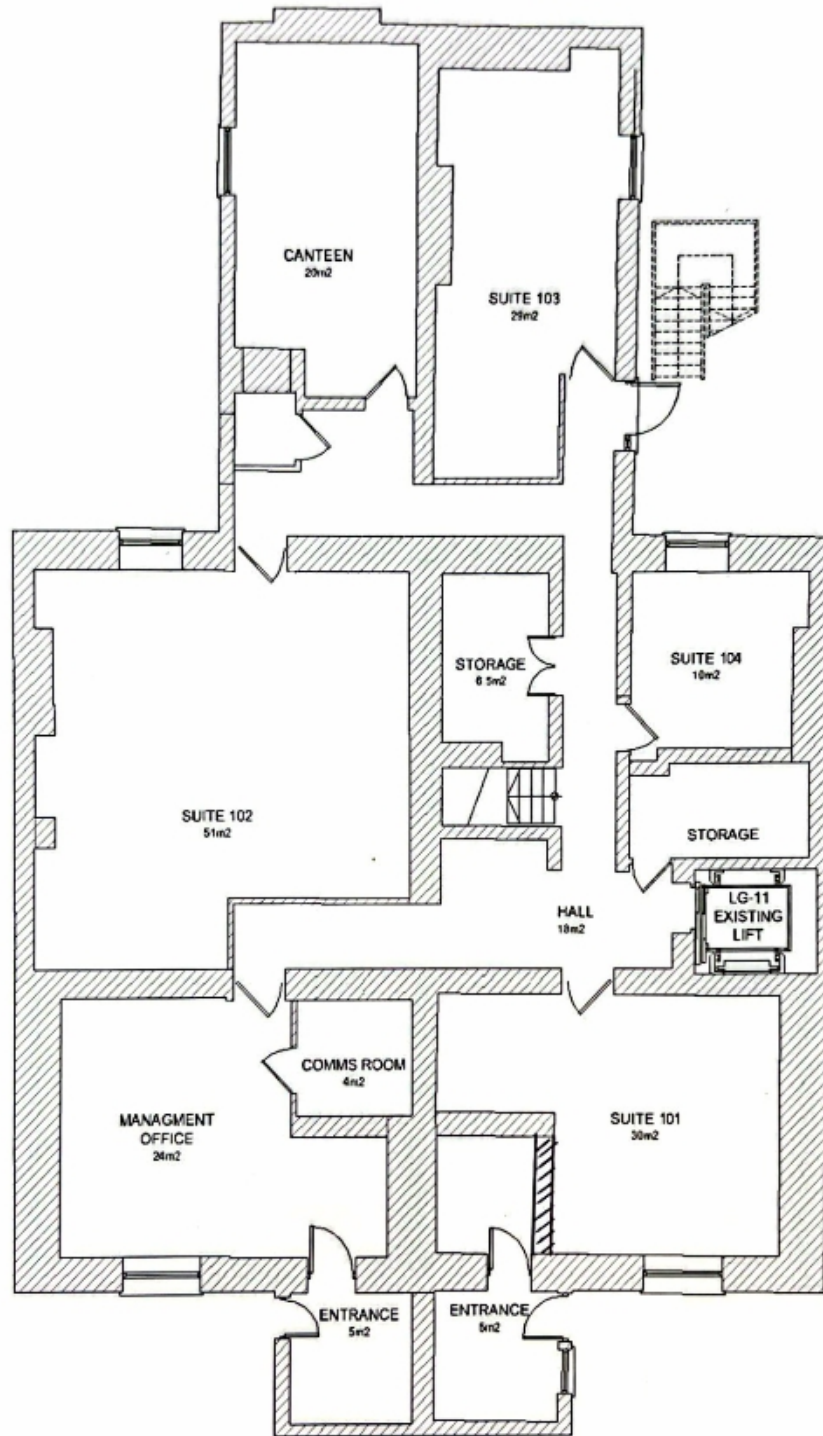 CANTEEN
20m2
SUITE 103
29m2
STORAGE
6.5m2
SUITE 104
10m2
SUITE 102
51m2
STORAGE
HALL
18m2
LG-11
EXISTING
LIFT
COMMS ROOM
4m2
MANAGMENT
OFFICE
24m2
SUITE 101
30m2
ENTRANCE
5m2
ENTRANCE
5m2